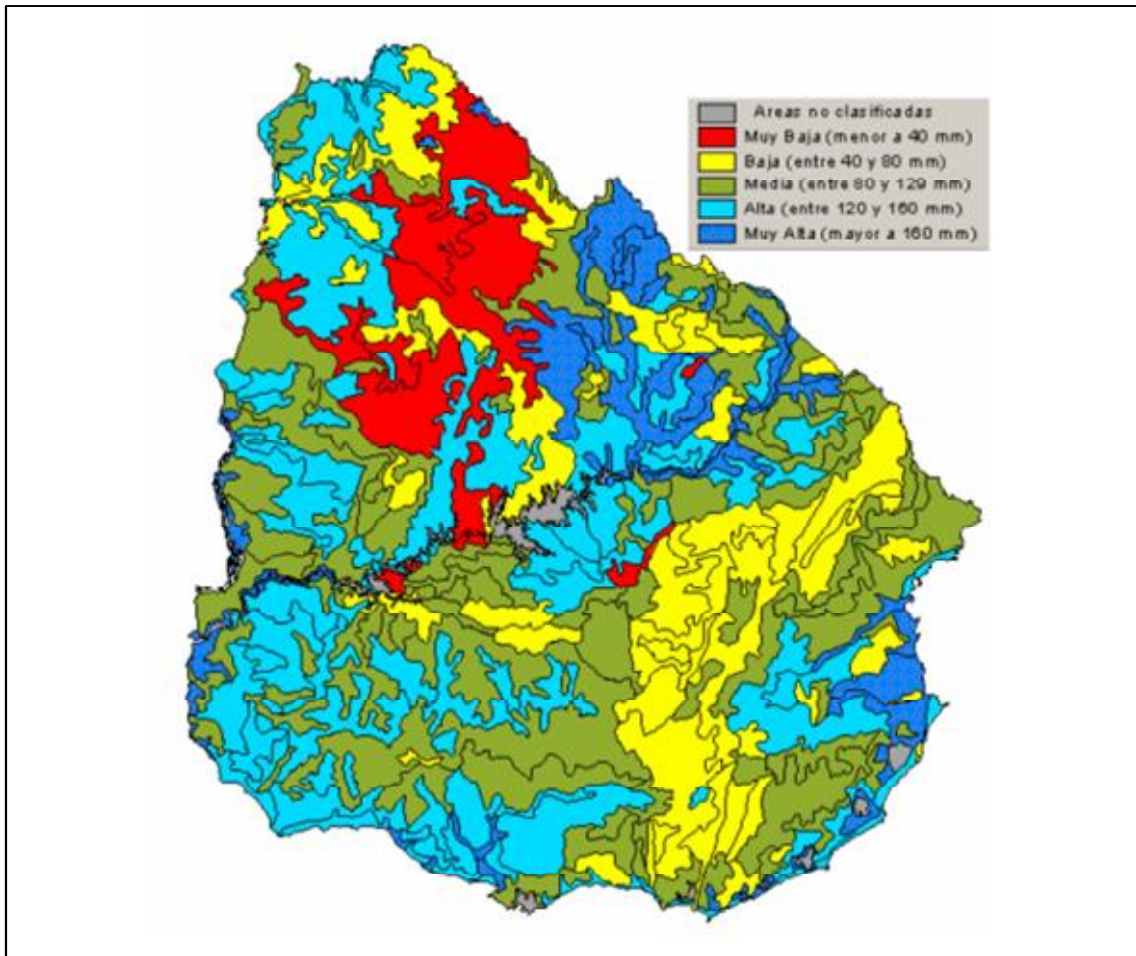 Areas no clasificadas
Muy Baja (menor a 40 mm)
Baja (entre 40 y 80 mm)
Media (entre 80 y 129 mm)
Alta (entre 120 y 160 mm)
Muy Alta (mayor a 160 mm)